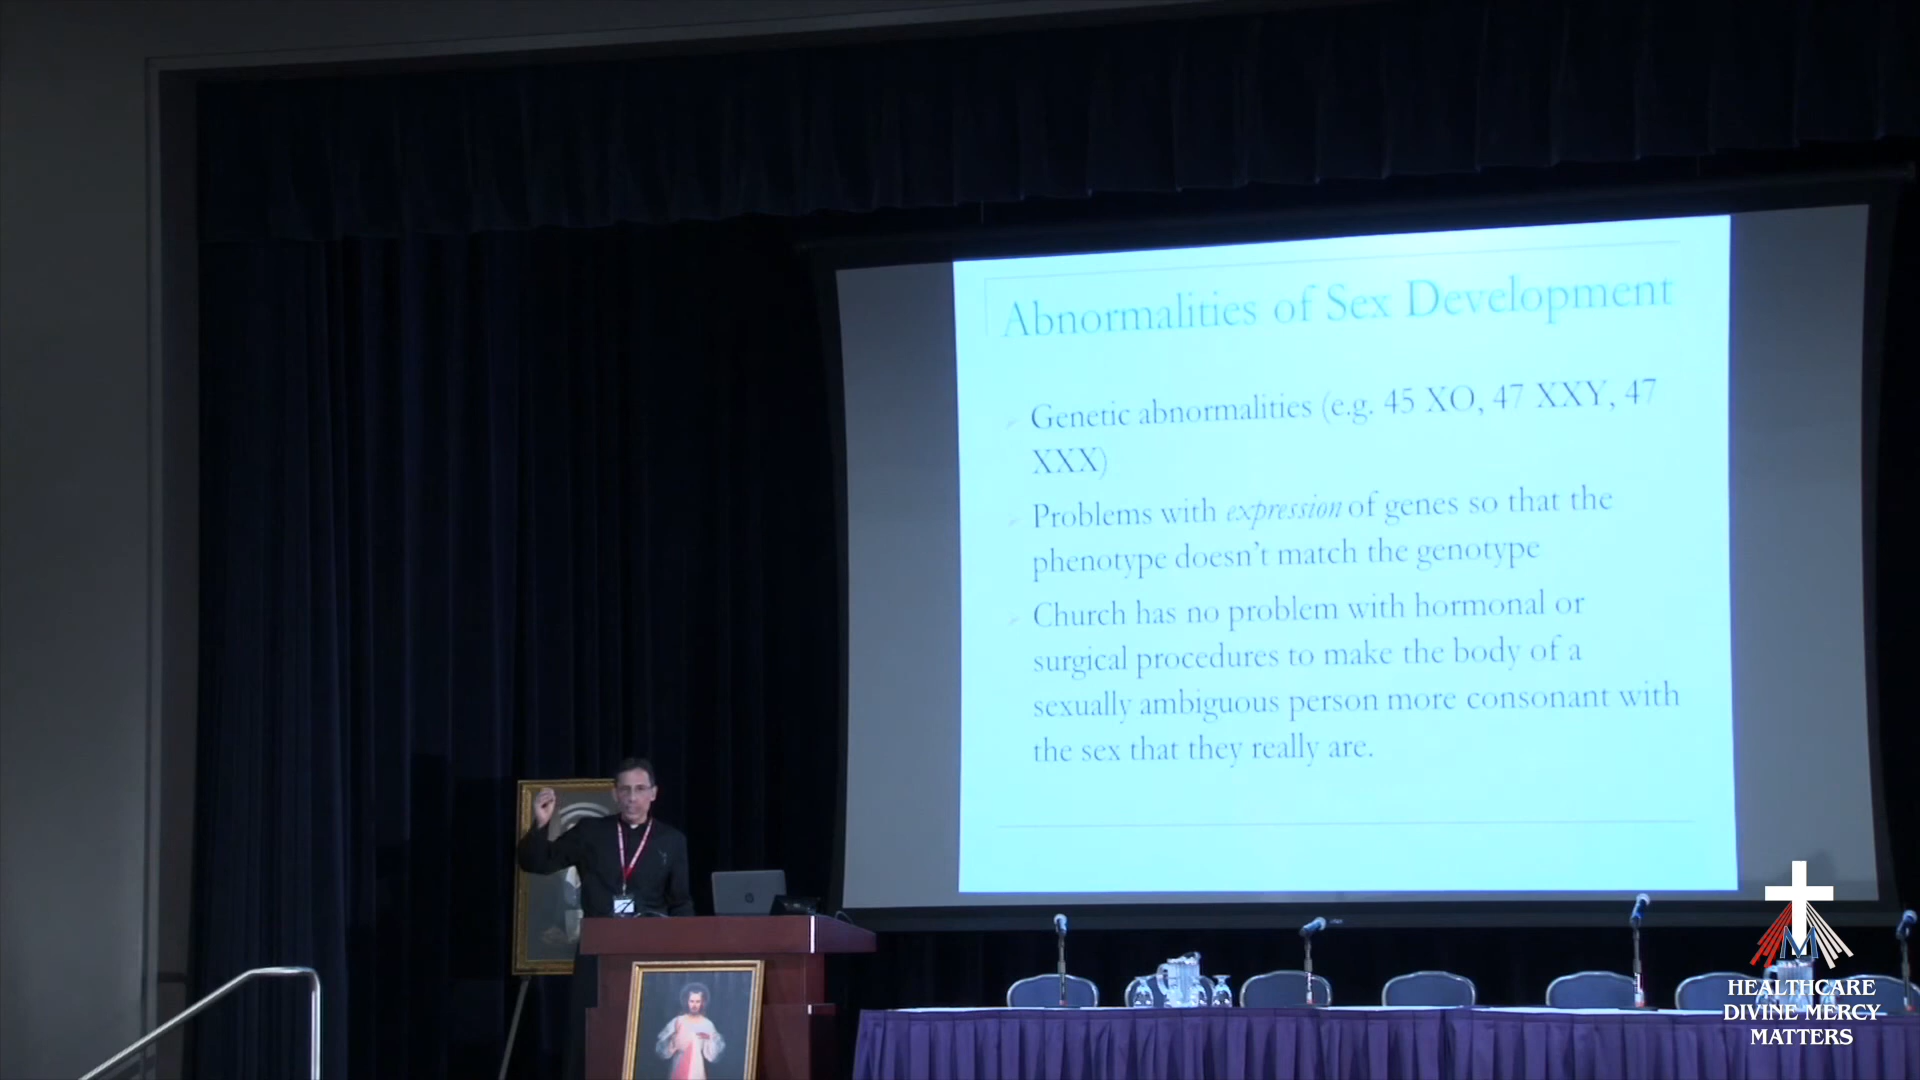 Abnormalities of Sex Development
Genetic abnormalities (e.g. 45 XO, 47 XXY, 47
XXX)
Problems with expression of genes so that the
phenotype doesn't match the genotype
Church has no problem with hormonal or
surgical procedures to make the body of a
sexually ambiguous person more consonant with
the sex that they really are.
M
HEALTHCARE
DIVINE MERCY
MATTERS